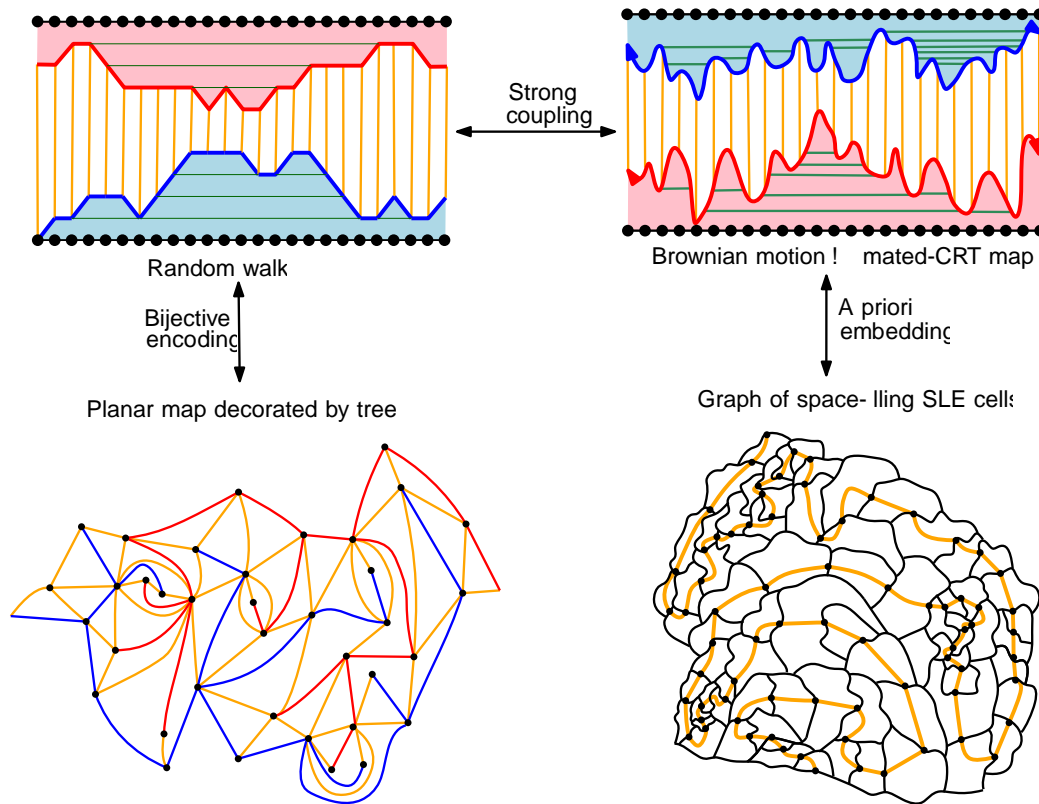 Strong
coupling
Random walk
Brownian motion ! mated-CRT map
Bijective
encoding
A priori
embedding
Planar map decorated by tree
Graph of space- lling SLE cells